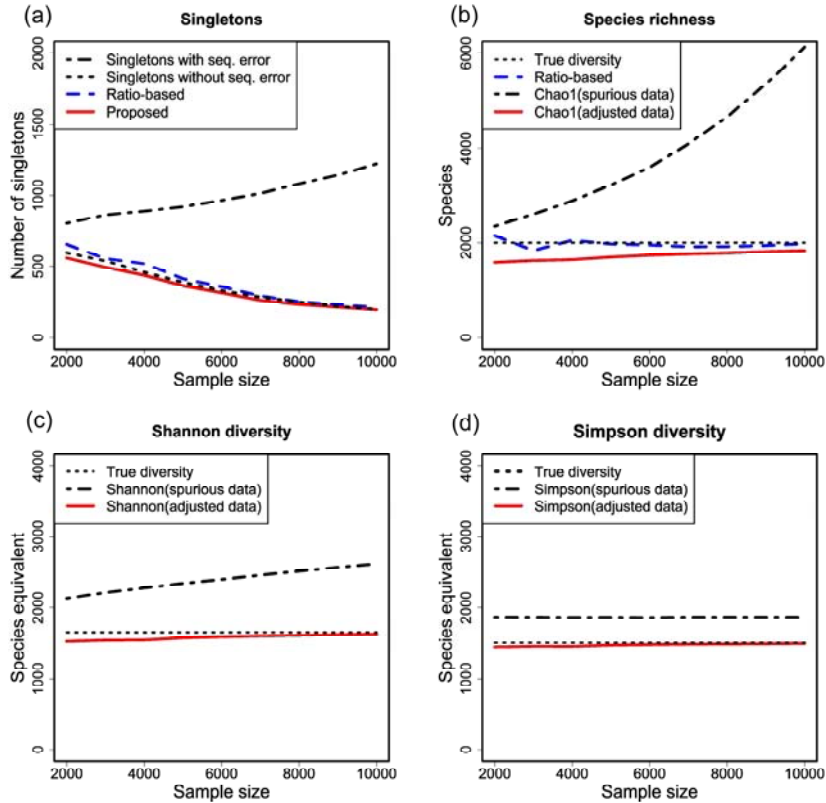 (a)
Singletons
Singletons with seq. error
Singletons without seq. error
Ratio-based
Proposed
Number of singletons
0
500
1000
1500
2000
2000
4000
6000
8000
10000
Sample size
(b)
Species richness
True diversity
Ratio-based
Chao1(spurious data)
Chao1(adjusted data)
Species
0
2000
4000
6000
2000
4000
6000
8000
10000
Sample size
(c)
Shannon diversity
True diversity
Shannon(spurious data)
Shannon(adjusted data)
Species equivalent
0
1000
2000
3000
4000
2000
4000
6000
8000
10000
Sample size
(d)
Simpson diversity
True diversity
Simpson(spurious data)
Simpson(adjusted data)
Species equivalent
0
1000
2000
3000
4000
2000
4000
6000
8000
10000
Sample size